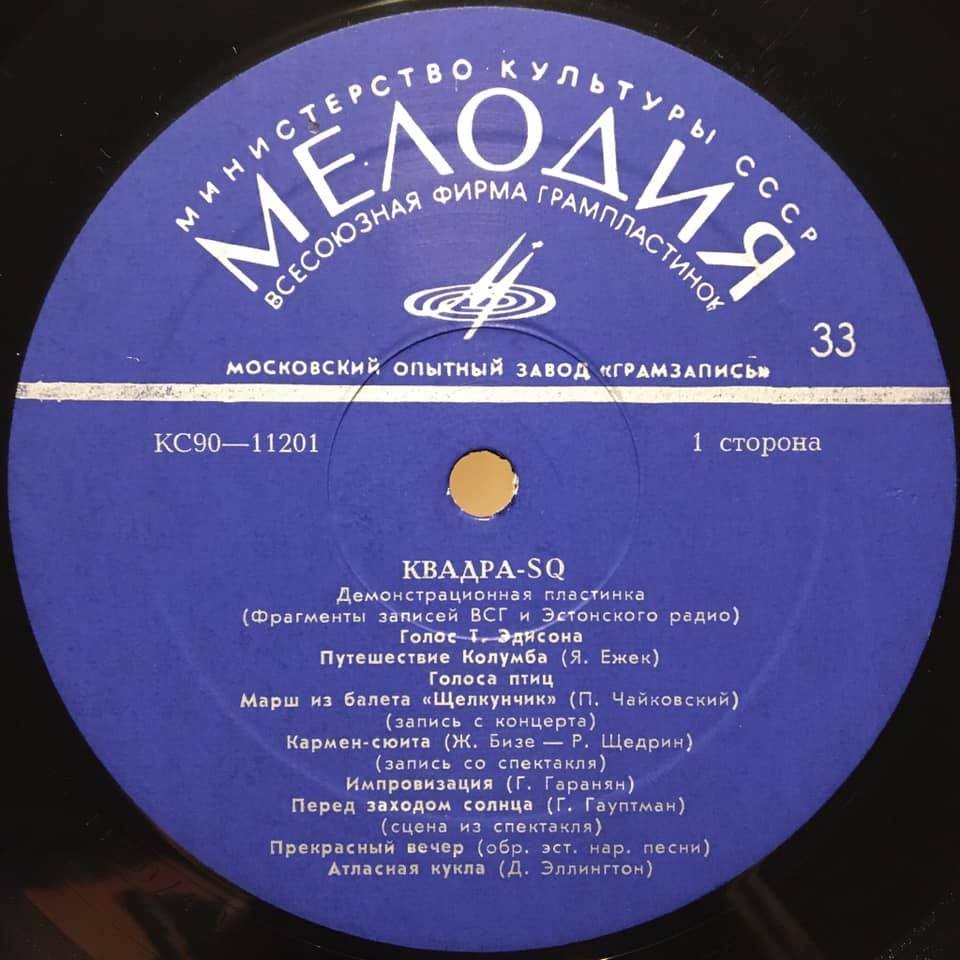 МИНИСТЕРСТВО КУЛЬТУРЫ СССР
МЕЛОДИЯ
ВСЕСОЮЗНАЯ ФИРМА ГРАМПЛАСТИНОК
33
МОСКОВСКИЙ ОПЫТНЫЙ ЗАВОД «ГРАМЗАПИСЬ»
КС90—11201
1 сторона
КВАДРА-SQ
Демонстрационная пластинка
(Фрагменты записей ВСГ и Эстонского радио)
Голос Т. Эдисона
Путешествие Колумба (Я. Ежек)
Голоса птиц
Марш из балета «Щелкунчик» (П. Чайковский)
(запись с концерта)
Кармен-сюита (Ж. Бизе — Р. Щедрин)
(запись со спектакля)
Импровизация (Г. Гаранян)
Перед заходом солнца (Г. Гауптман)
(сцена из спектакля)
Прекрасный вечер (обр. эст. нар. песни)
Атласная кукла (Д. Эллингтон)